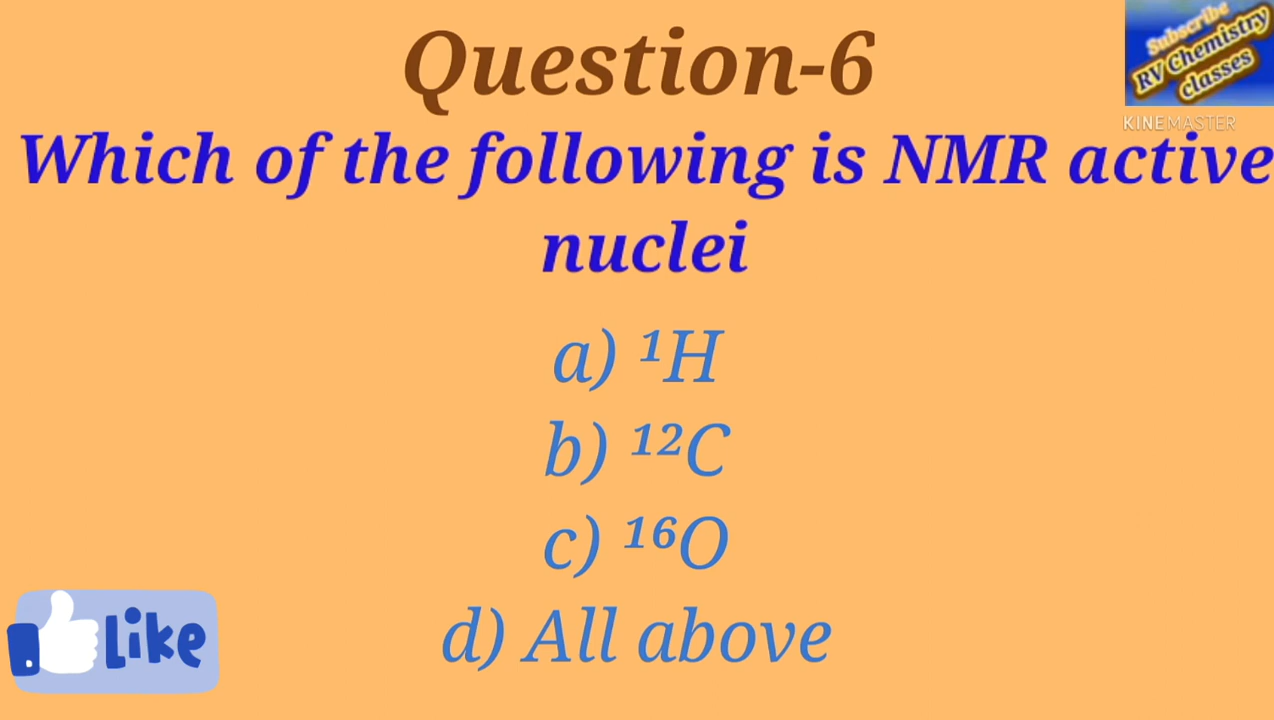 Question-6
Subscribe
RV Chemistry
classes
KINEMASTER
Which of the following is NMR active
nuclei
a) ¹H
b) ¹²C
c) ¹⁶O
d) All above
Like